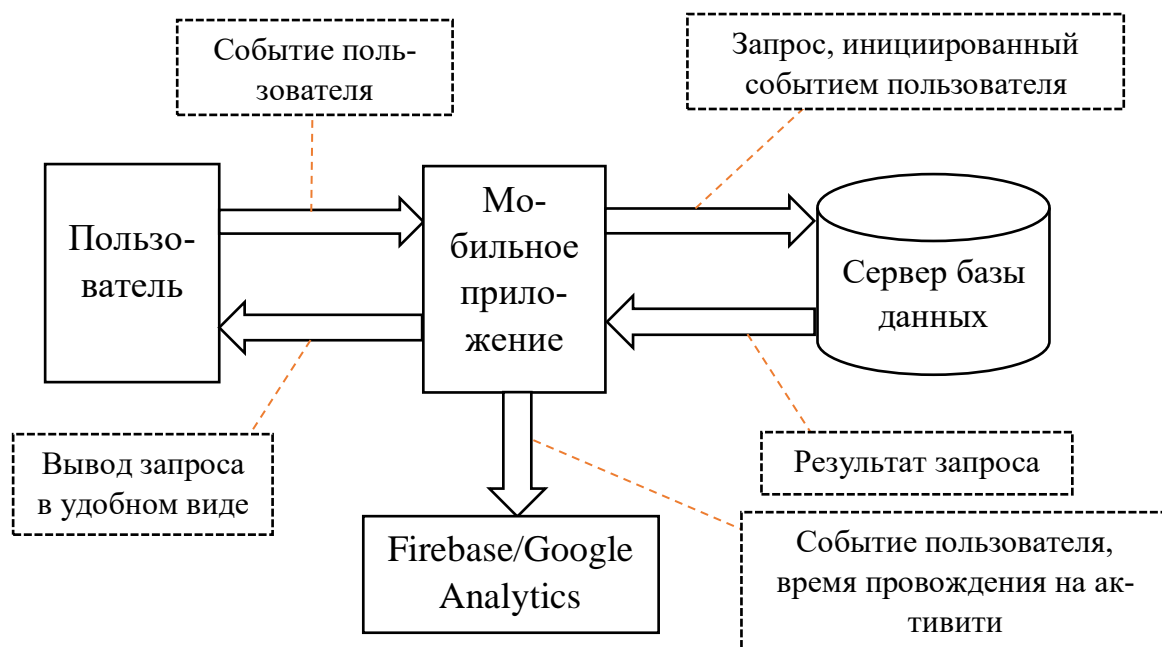 Событие поль-
зователя
Запрос, инициированный
событием пользователя
Пользо-
ватель
Мо-
бильное
прило-
жение
Сервер базы
данных
Вывод запроса
в удобном виде
Результат запроса
Firebase/Google
Analytics
Событие пользователя,
время провождения на ак-
тивити